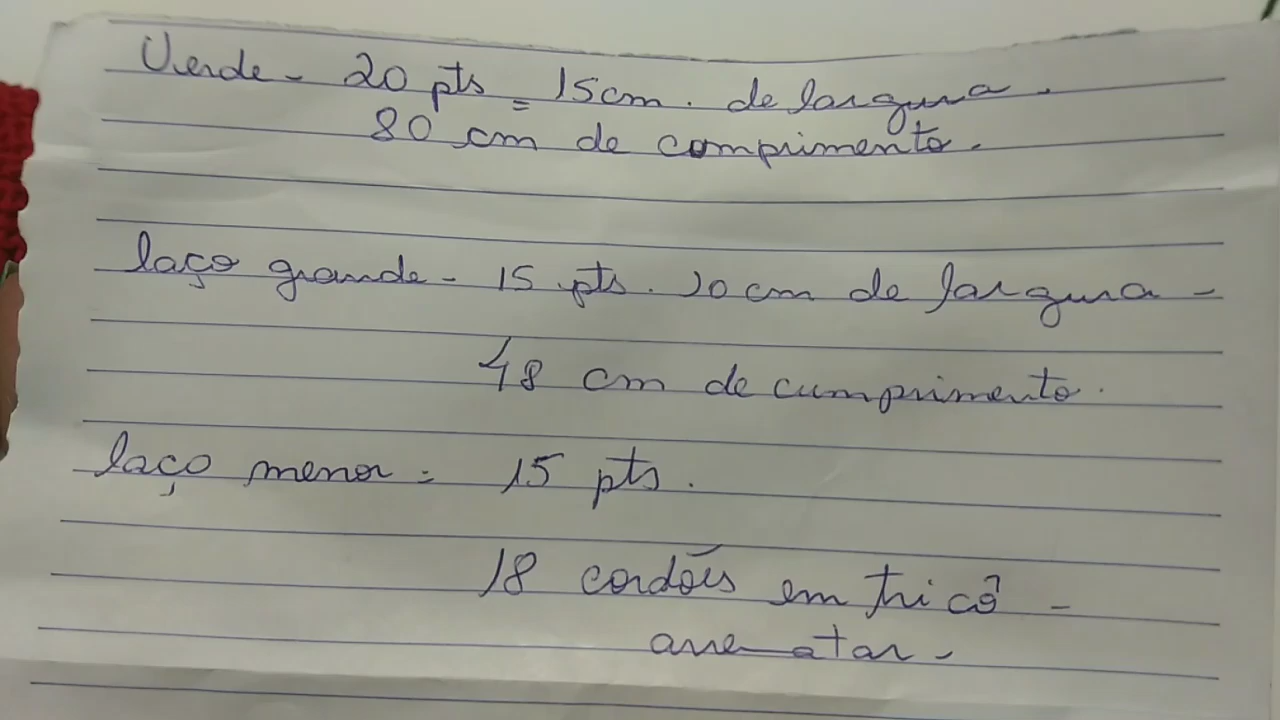 Verde - 20 pts = 15cm. de largura.
80 cm de comprimento.
laço grande - 15 pts. 10 cm de largura -
48 cm de cumprimento.
laço menor = 15 pts.
18 cordões em tricô -
arrematar -